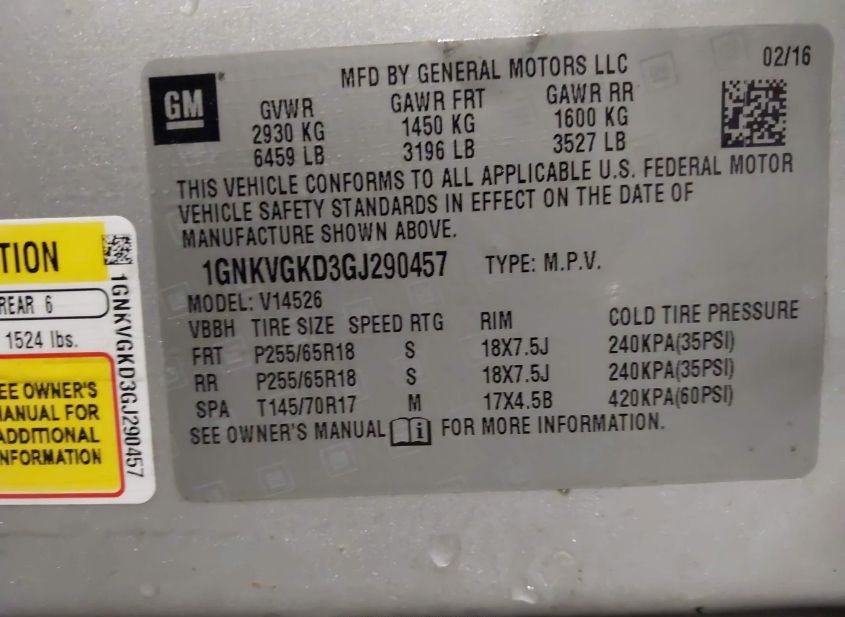 GM
MFD BY GENERAL MOTORS LLC
02/16
GVWR GAWR FRT GAWR RR
2930 KG 1450 KG 1600 KG
6459 LB 3196 LB 3527 LB
THIS VEHICLE CONFORMS TO ALL APPLICABLE U.S. FEDERAL MOTOR
VEHICLE SAFETY STANDARDS IN EFFECT ON THE DATE OF
MANUFACTURE SHOWN ABOVE.
1GNKVGKD3GJ290457 TYPE: M.P.V.
MODEL: V14526
VBBH TIRE SIZE SPEED RTG RIM COLD TIRE PRESSURE
FRT P255/65R18 S 18X7.5J 240KPA(35PSI)
RR P255/65R18 S 18X7.5J 240KPA(35PSI)
SPA T145/70R17 M 17X4.5B 420KPA(60PSI)
SEE OWNER'S MANUAL i FOR MORE INFORMATION.
TION
REAR 6
1524 lbs.
EE OWNER'S
ANUAL FOR
ADDITIONAL
NFORMATION
1GNKVGKD3GJ290457